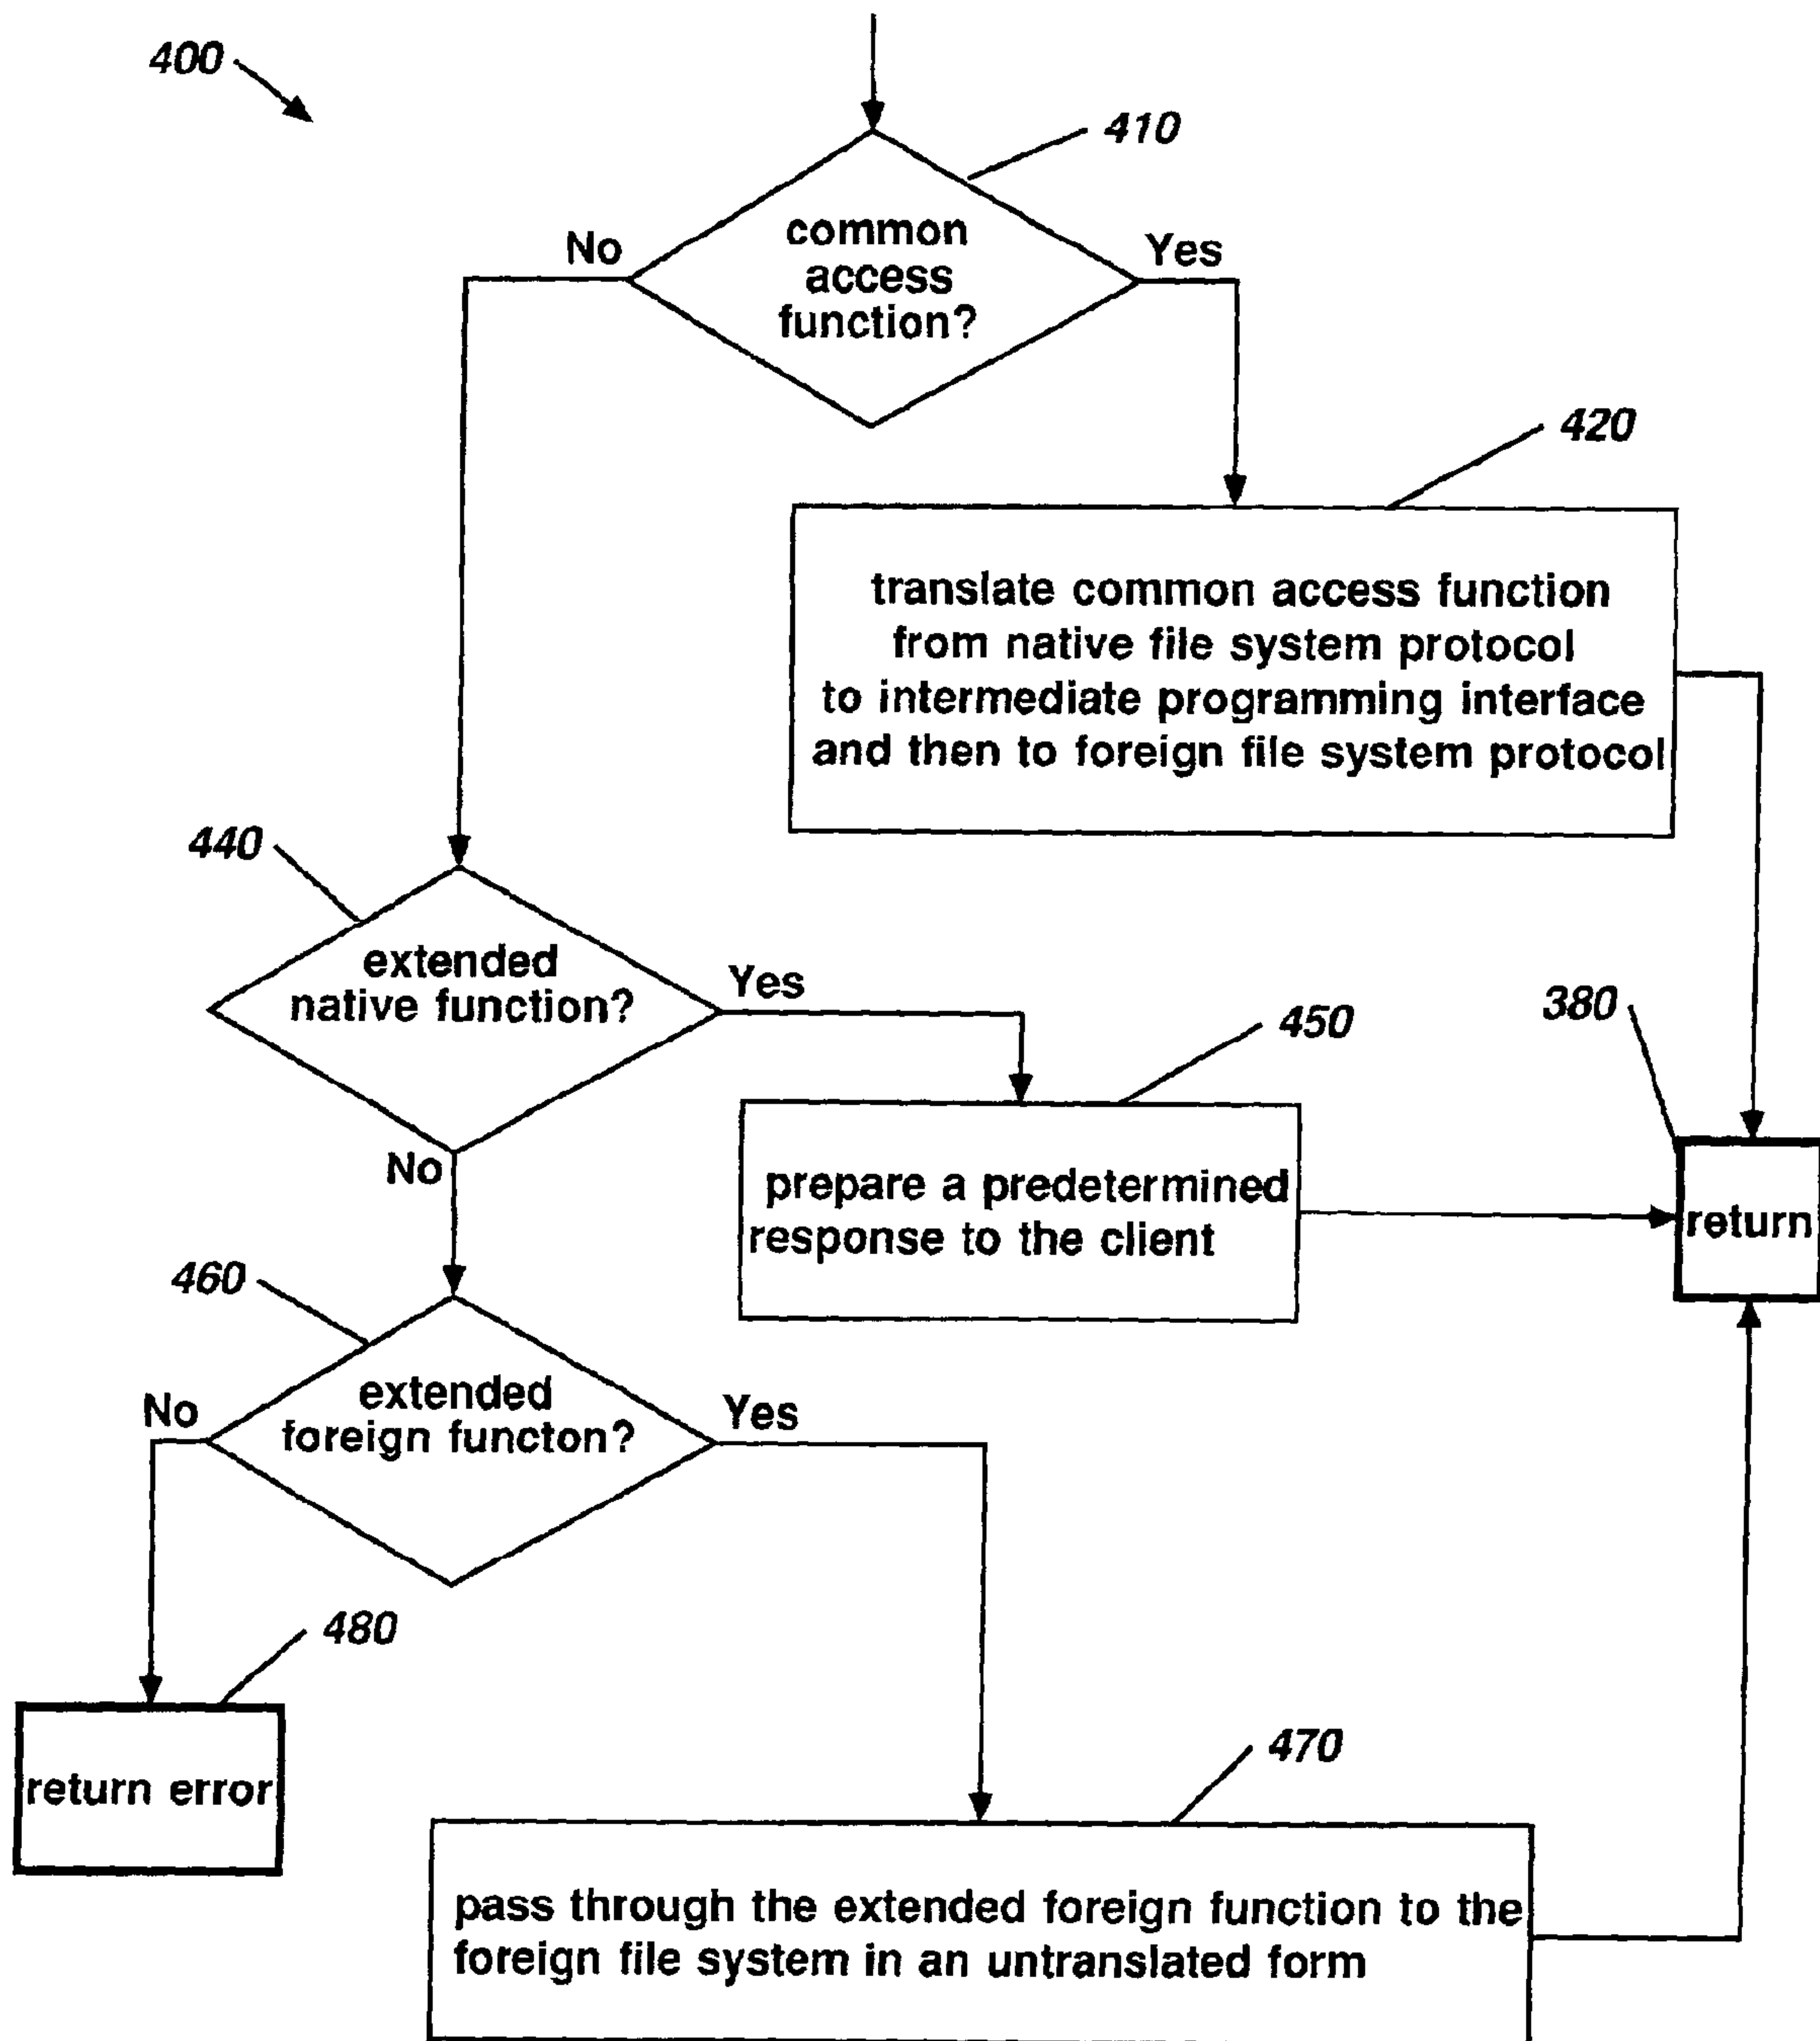 400
410
common
access
function?
No
Yes
420
translate common access function
from native file system protocol
to intermediate programming interface
and then to foreign file system protocol
440
extended
native function?
Yes
No
450
380
prepare a predetermined
response to the client
return
460
extended
foreign functon?
No
Yes
480
return error
470
pass through the extended foreign function to the
foreign file system in an untranslated form